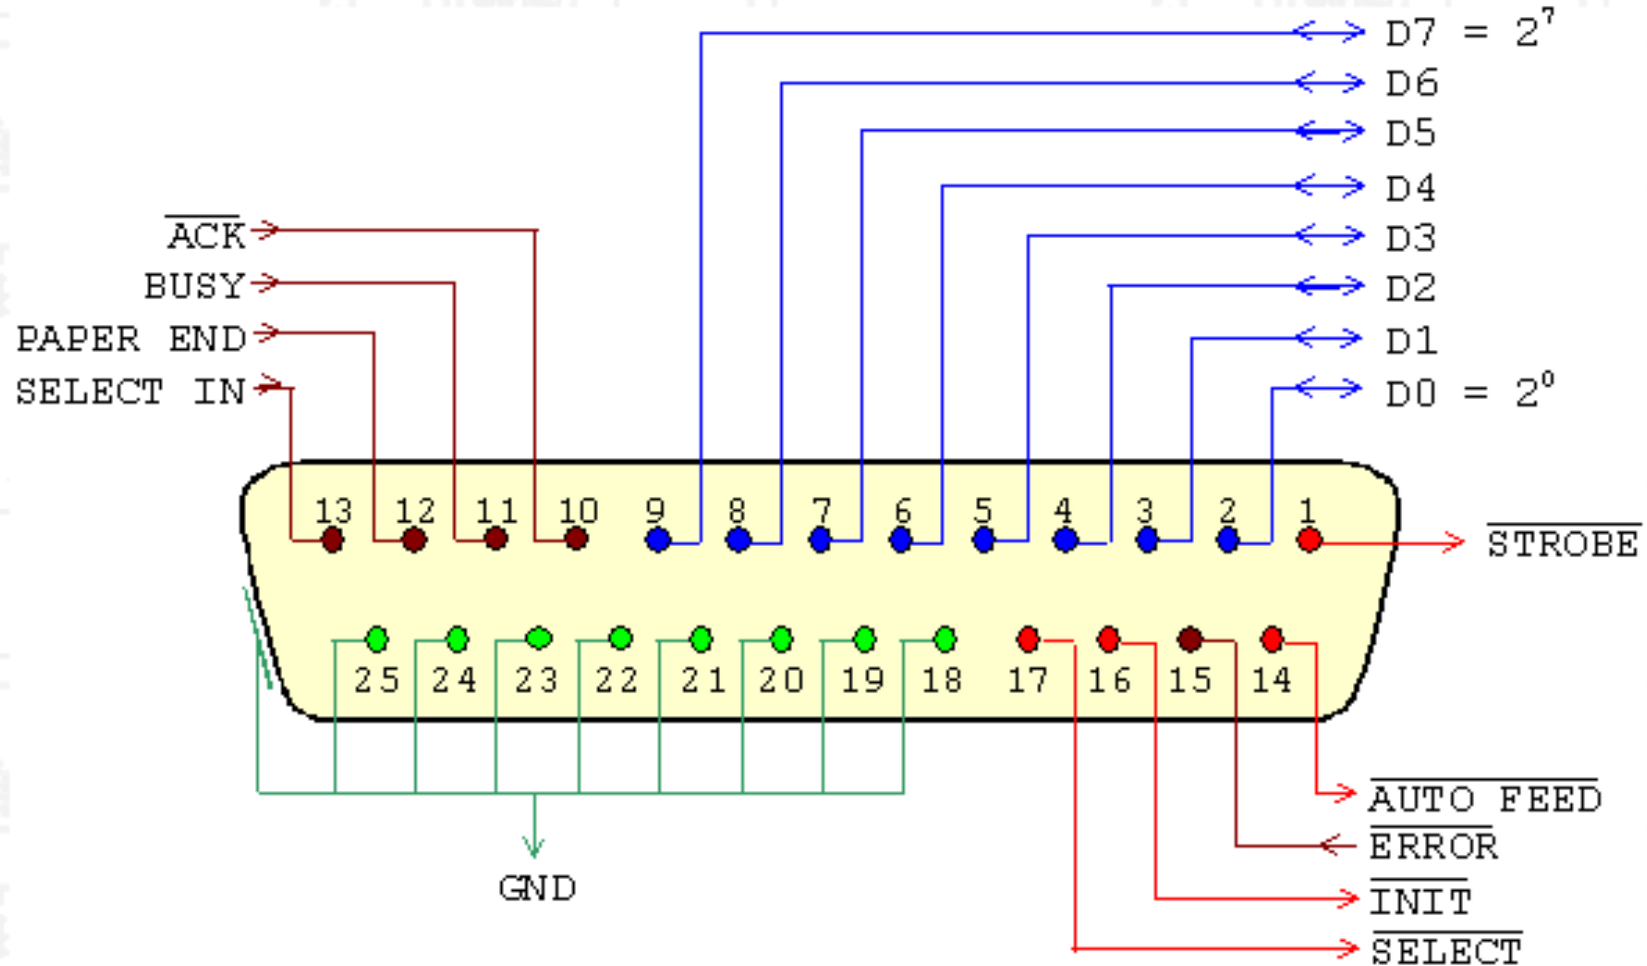 D7 = 2⁷
D6
D5
D4
D3
D2
D1
D0 = 2⁰
ACK
BUSY
PAPER END
SELECT IN
13 12 11 10 9 8 7 6 5 4 3 2 1
STROBE
25 24 23 22 21 20 19 18 17 16 15 14
AUTO FEED
ERROR
INIT
SELECT
GND